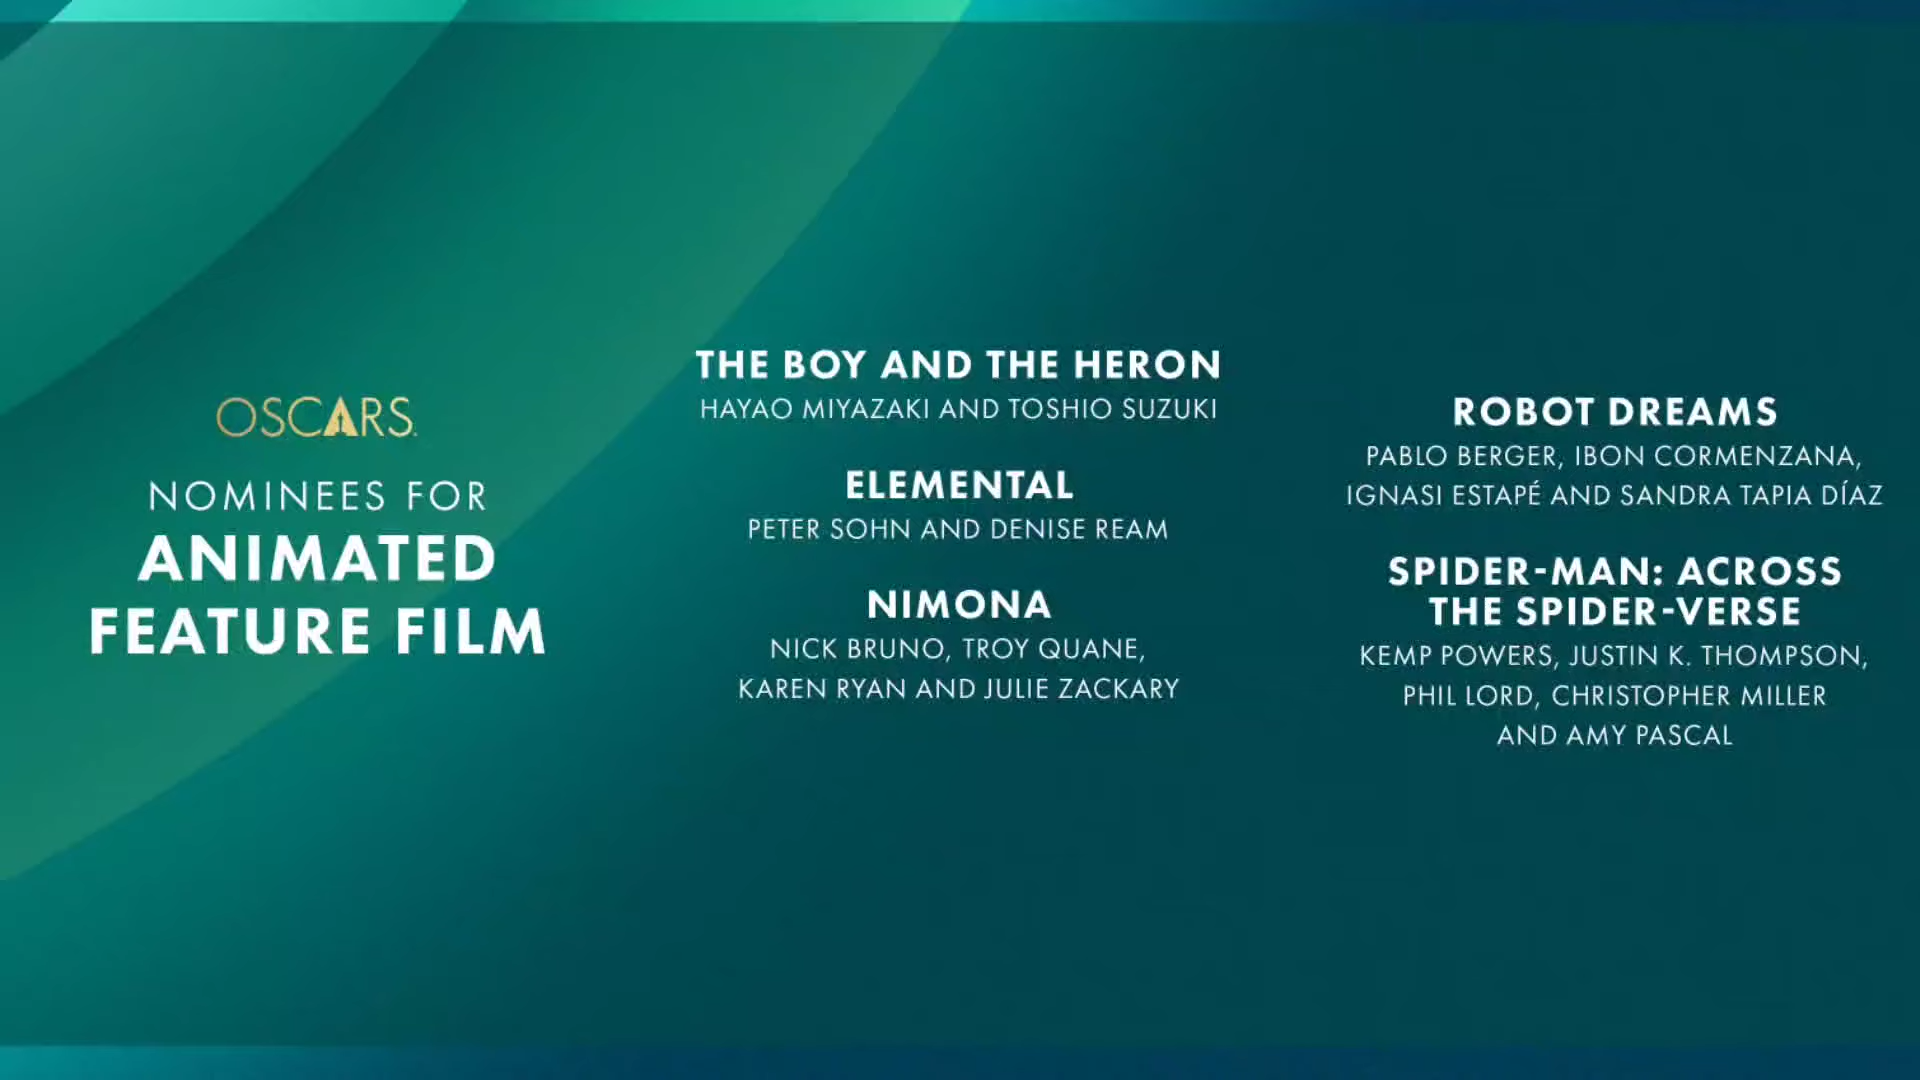 OSCARS.
NOMINEES FOR
ANIMATED
FEATURE FILM
THE BOY AND THE HERON
HAYAO MIYAZAKI AND TOSHIO SUZUKI
ELEMENTAL
PETER SOHN AND DENISE REAM
NIMONA
NICK BRUNO, TROY QUANE,
KAREN RYAN AND JULIE ZACKARY
ROBOT DREAMS
PABLO BERGER, IBON CORMENZANA,
IGNASI ESTAPÉ AND SANDRA TAPIA DÍAZ
SPIDER-MAN: ACROSS
THE SPIDER-VERSE
KEMP POWERS, JUSTIN K. THOMPSON,
PHIL LORD, CHRISTOPHER MILLER
AND AMY PASCAL